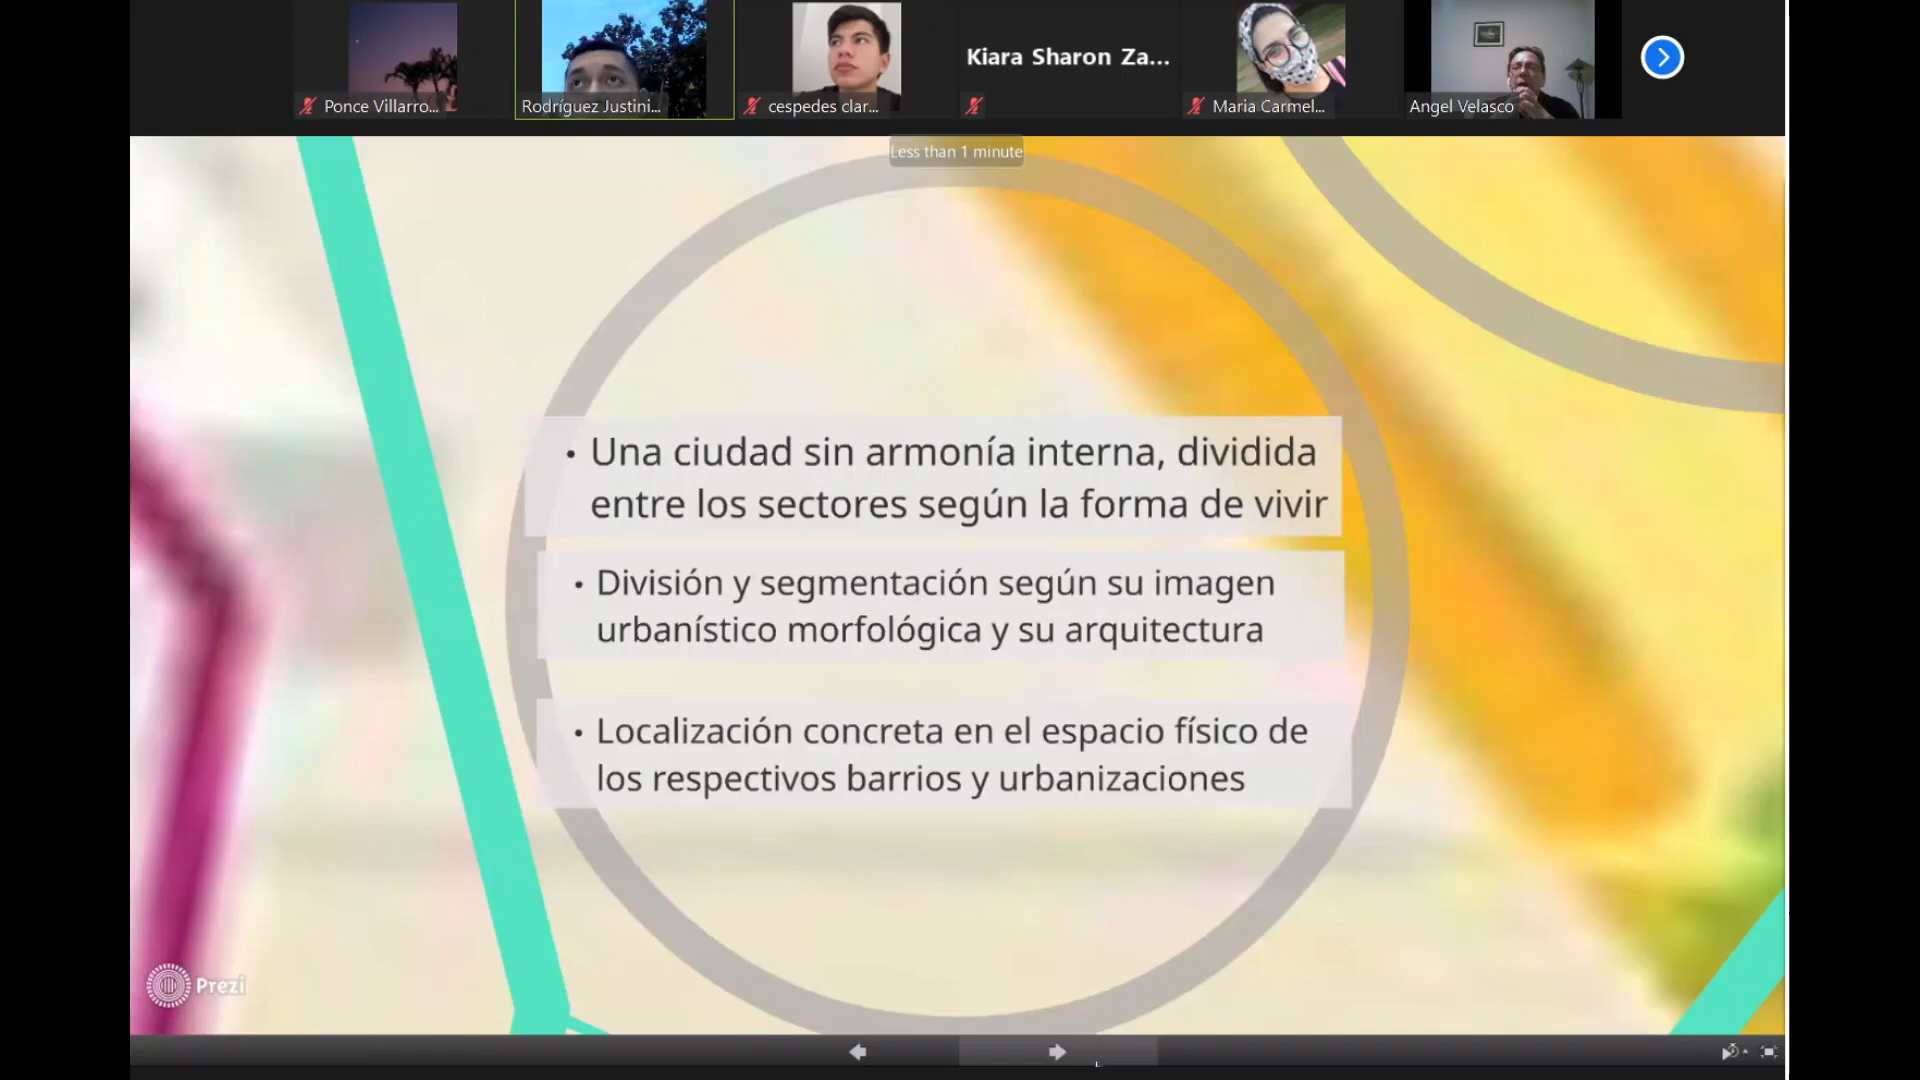 Ponce Villarro...
Rodríguez Justini...
cespedes clar...
Kiara Sharon Za...
Maria Carmel...
Angel Velasco
Less than 1 minute
• Una ciudad sin armonía interna, dividida
entre los sectores según la forma de vivir
• División y segmentación según su imagen
urbanístico morfológica y su arquitectura
• Localización concreta en el espacio físico de
los respectivos barrios y urbanizaciones
Prezi